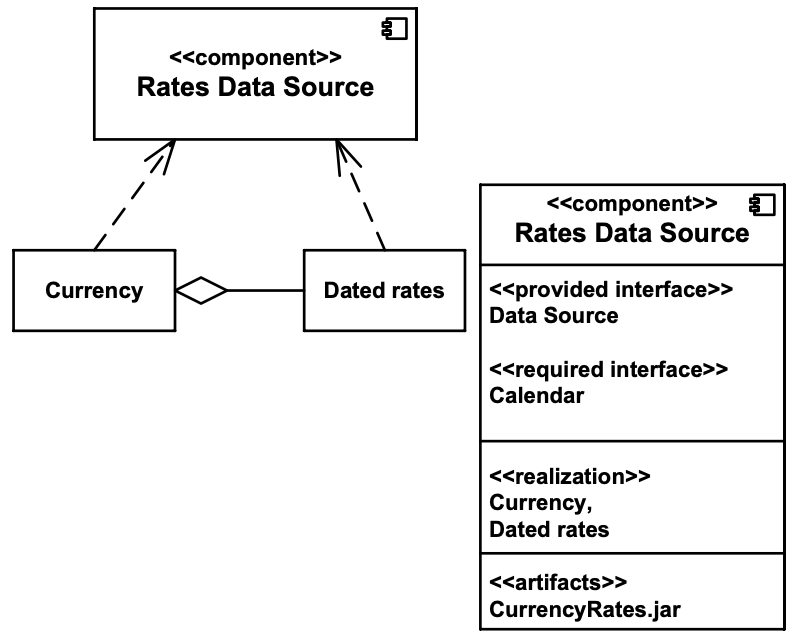 <<component>>
Rates Data Source
Currency
Dated rates
<<component>>
Rates Data Source
<<provided interface>>
Data Source
<<required interface>>
Calendar
<<realization>>
Currency,
Dated rates
<<artifacts>>
CurrencyRates.jar